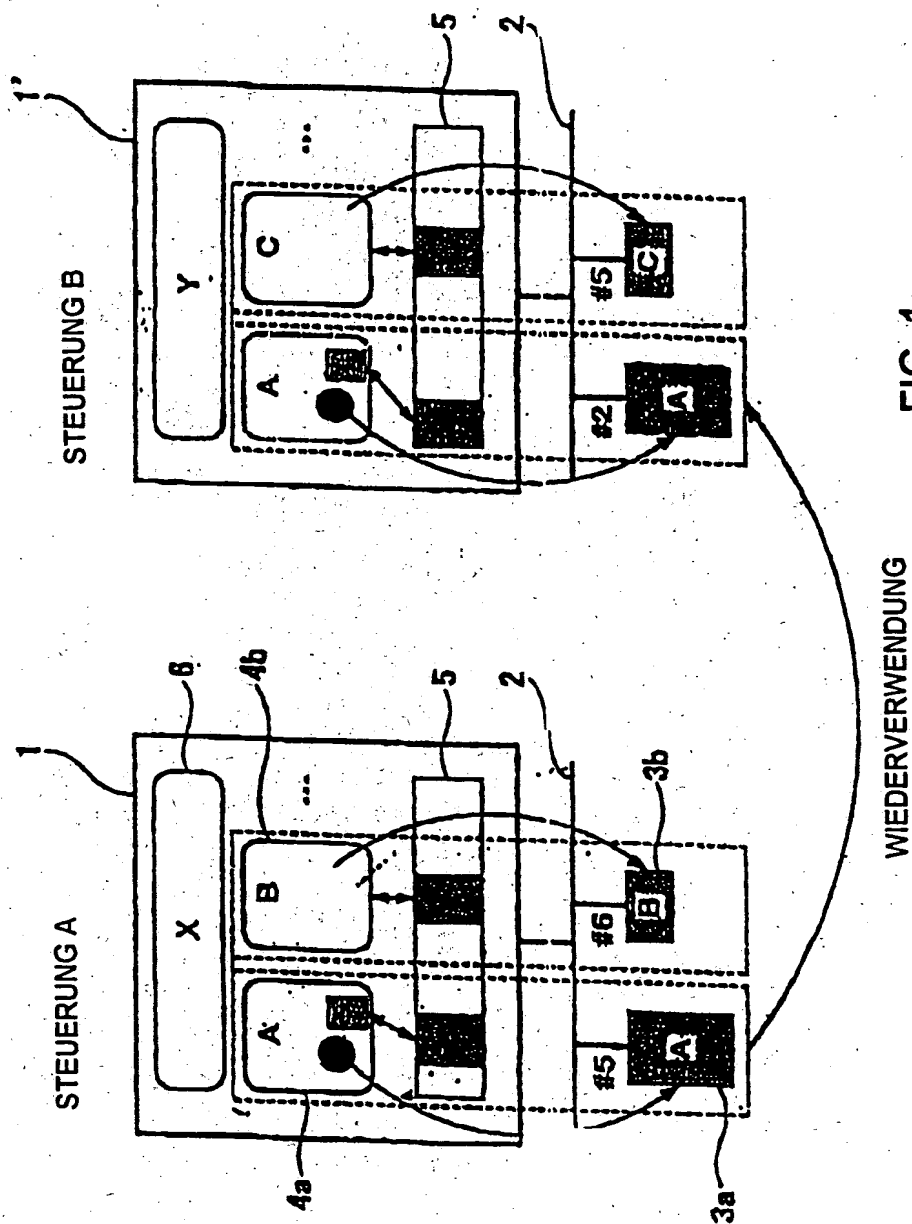 STEUERUNG A
1
X
6
4b
4a
A
B
...
5
2
#5
A
#6
B
3b
3a
STEUERUNG B
1'
Y
A
C
...
5
2
#2
A
#5
C
WIEDERVERWENDUNG